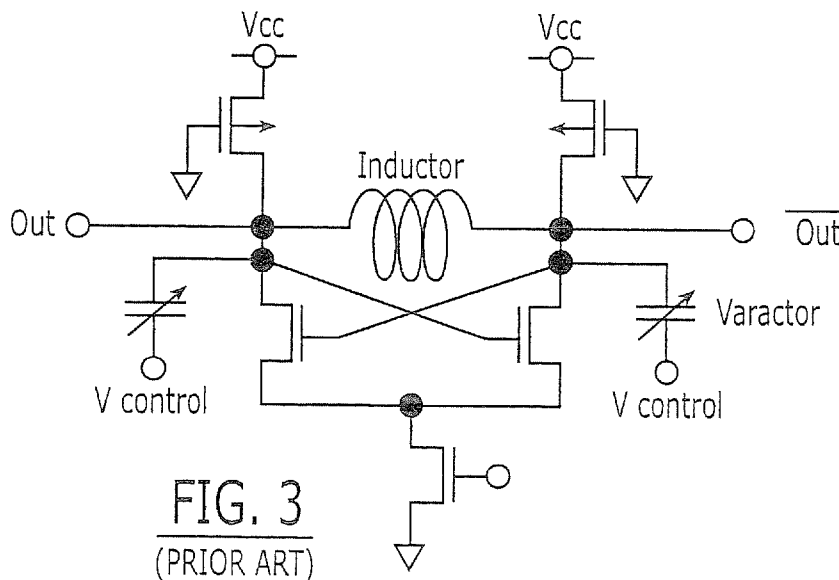 Vcc
Vcc
Inductor
Out
Out
Varactor
V control
V control
FIG. 3
(PRIOR ART)